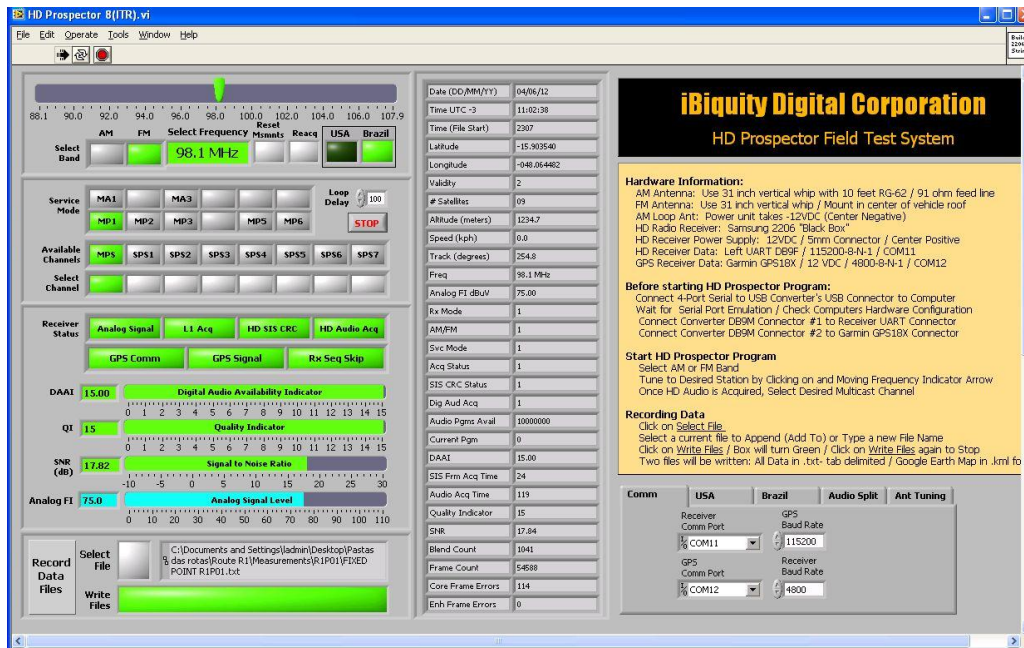 HD Prospector 8(ITR).vi
File Edit Operate Tools Window Help
88.1 90.0 92.0 94.0 96.0 98.0 100.0 102.0 104.0 106.0 107.9
Select Band
AM FM Select Frequency Reset Msmnts Reacq USA Brazil
98.1 MHz
Service Mode
MA1 MA3
Loop Delay 100
MP1 MP2 MP3 MP5 MP6 STOP
Available Channels
MPS SPS1 SPS2 SPS3 SPS4 SPS5 SPS6 SPS7
Select Channel
Receiver Status
Analog Signal L1 Acq HD SIS CRC HD Audio Acq
GPS Comm GPS Signal Rx Seq Skip
DAAI 15.00 Digital Audio Availability Indicator
0 1 2 3 4 5 6 7 8 9 10 11 12 13 14 15
QI 15 Quality Indicator
0 1 2 3 4 5 6 7 8 9 10 11 12 13 14 15
SNR (dB) 17.82 Signal to Noise Ratio
-10 -5 0 5 10 15 20 25 30
Analog FI 75.0 Analog Signal Level
0 10 20 30 40 50 60 70 80 90 100 110
Record Data Files
Select File
C:\Documents and Settings\ladmin\Desktop\Pastas
das rotas\Route R1\Measurements\R1P01\FIXED
POINT R1P01.txt
Write Files
Date (DD/MM/YY) 04/06/12
Time UTC -3 11:02:38
Time (File Start) 2307
Latitude -15.903540
Longitude -048.064482
Validity 2
# Satellites 09
Altitude (meters) 1234.7
Speed (kph) 0.0
Track (degrees) 254.8
Freq 98.1 MHz
Analog FI dBuV 75.00
Rx Mode 1
AM/FM 1
Svc Mode 1
Acq Status 1
SIS CRC Status 1
Dig Aud Acq 1
Audio Pgms Avail 10000000
Current Pgm 0
DAAI 15.00
SIS Frm Acq Time 24
Audio Acq Time 119
Quality Indicator 15
SNR 17.84
Blend Count 1041
Frame Count 54588
Core Frame Errors 114
Enh Frame Errors 0
iBiquity Digital Corporation
HD Prospector Field Test System
Hardware Information:
AM Antenna: Use 31 inch vertical whip with 10 feet RG-62 / 91 ohm feed line
FM Antenna: Use 31 inch vertical whip / Mount in center of vehicle roof
AM Loop Ant: Power unit takes -12VDC (Center Negative)
HD Radio Receiver: Samsung 2206 "Black Box"
HD Receiver Power Supply: 12VDC / 5mm Connector / Center Positive
HD Receiver Data: Left UART DB9F / 115200-8-N-1 / COM11
GPS Receiver Data: Garmin GPS18X / 12 VDC / 4800-8-N-1 / COM12
Before starting HD Prospector Program:
Connect 4-Port Serial to USB Converter's USB Connector to Computer
Wait for Serial Port Emulation / Check Computers Hardware Configuration
Connect Converter DB9M Connector #1 to Receiver UART Connector
Connect Converter DB9M Connector #2 to Garmin GPS18X Connector
Start HD Prospector Program
Select AM or FM Band
Tune to Desired Station by Clicking on and Moving Frequency Indicator Arrow
Once HD Audio is Acquired, Select Desired Multicast Channel
Recording Data
Click on Select File
Select a current file to Append (Add To) or Type a new File Name
Click on Write Files / Box will turn Green / Click on Write Files again to Stop
Two files will be written: All Data in .txt- tab delimited / Google Earth Map in .kml fo
Comm USA Brazil Audio Split Ant Tuning
Receiver Comm Port GPS Baud Rate
COM11 115200
GPS Comm Port Receiver Baud Rate
COM12 4800